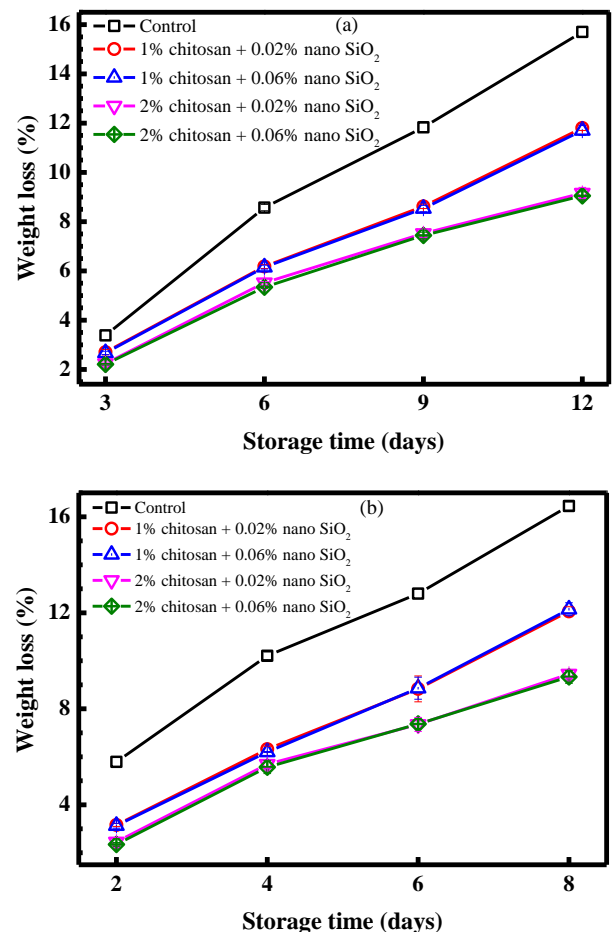 (a)
Control
1% chitosan + 0.02% nano SiO₂
1% chitosan + 0.06% nano SiO₂
2% chitosan + 0.02% nano SiO₂
2% chitosan + 0.06% nano SiO₂
16
14
12
10
8
6
4
2
Weight loss (%)
3 6 9 12
Storage time (days)
(b)
Control
1% chitosan + 0.02% nano SiO₂
1% chitosan + 0.06% nano SiO₂
2% chitosan + 0.02% nano SiO₂
2% chitosan + 0.06% nano SiO₂
16
12
8
4
Weight loss (%)
2 4 6 8
Storage time (days)